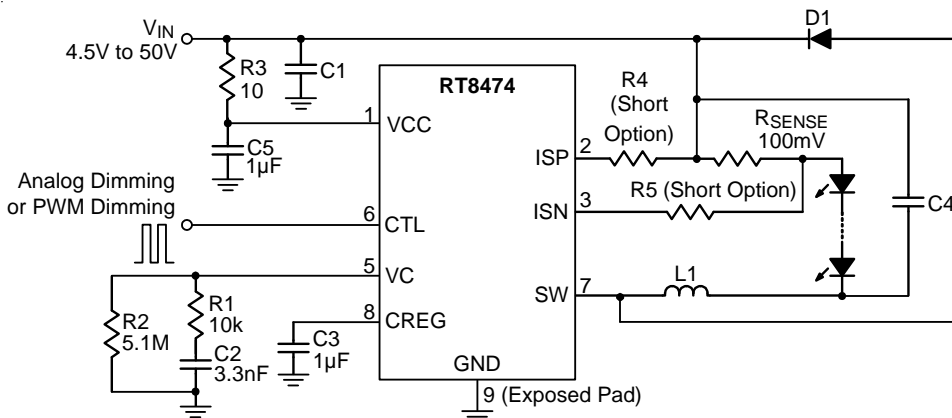 VIN
4.5V to 50V
D1
R3
10
C1
RT8474
R4
(Short
Option)
RSENSE
100mV
1
VCC
C5
1µF
2
ISP
R5 (Short Option)
3
ISN
C4
Analog Dimming
or PWM Dimming
6
CTL
5
VC
L1
7
SW
R1
10k
R2
5.1M
8
CREG
C2
3.3nF
C3
1µF
GND
9 (Exposed Pad)